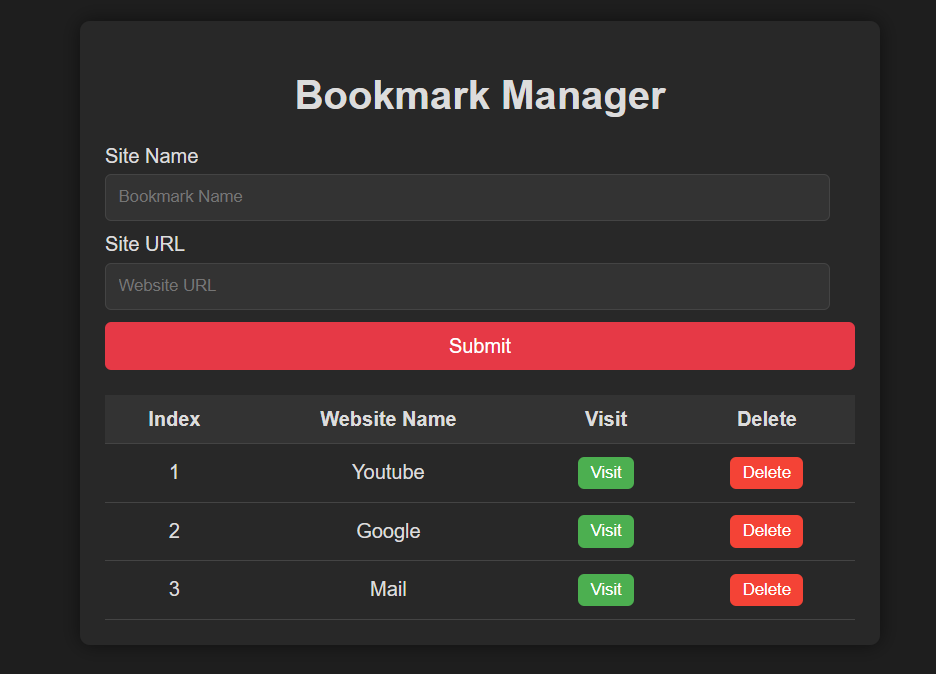 Bookmark Manager
Site Name
Bookmark Name
Site URL
Website URL
Submit
Index Website Name Visit Delete
1 Youtube Visit Delete
2 Google Visit Delete
3 Mail Visit Delete